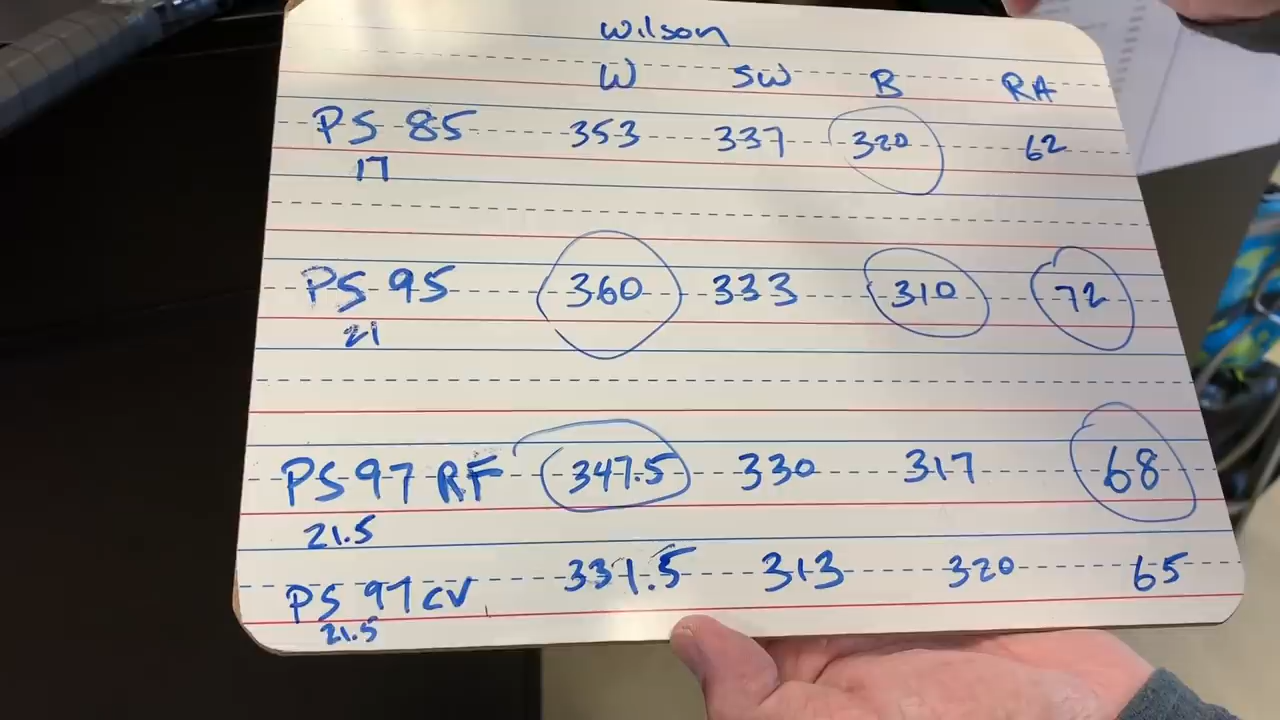 Wilson
W SW B RA
PS 85 353 337 320 62
17
PS 95 360 333 310 72
21
PS 97 RF 347.5 330 317 68
21.5
PS 97 CV 331.5 313 320 65
21.5